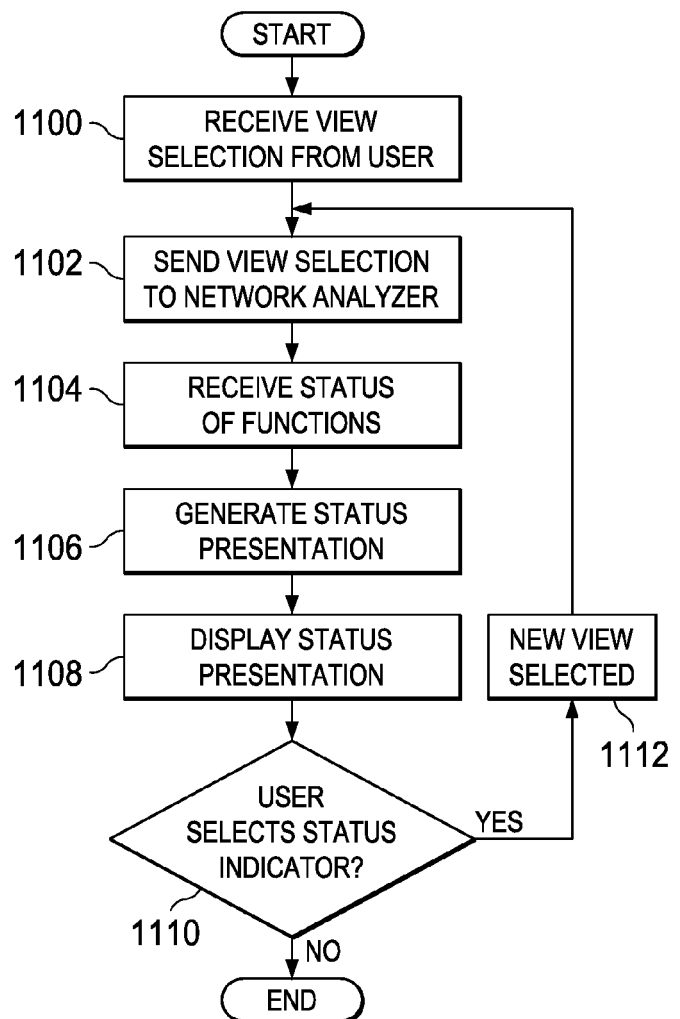 START
1100
RECEIVE VIEW
SELECTION FROM USER
1102
SEND VIEW SELECTION
TO NETWORK ANALYZER
1104
RECEIVE STATUS
OF FUNCTIONS
1106
GENERATE STATUS
PRESENTATION
1108
DISPLAY STATUS
PRESENTATION
NEW VIEW
SELECTED
1112
USER
SELECTS STATUS
INDICATOR?
YES
1110
NO
END